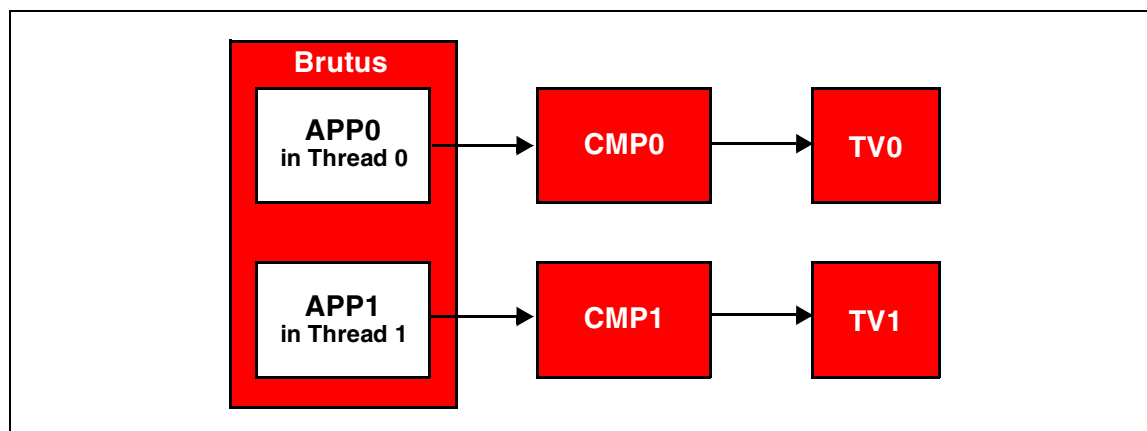 Brutus
APP0
in Thread 0
CMP0
TV0
APP1
in Thread 1
CMP1
TV1